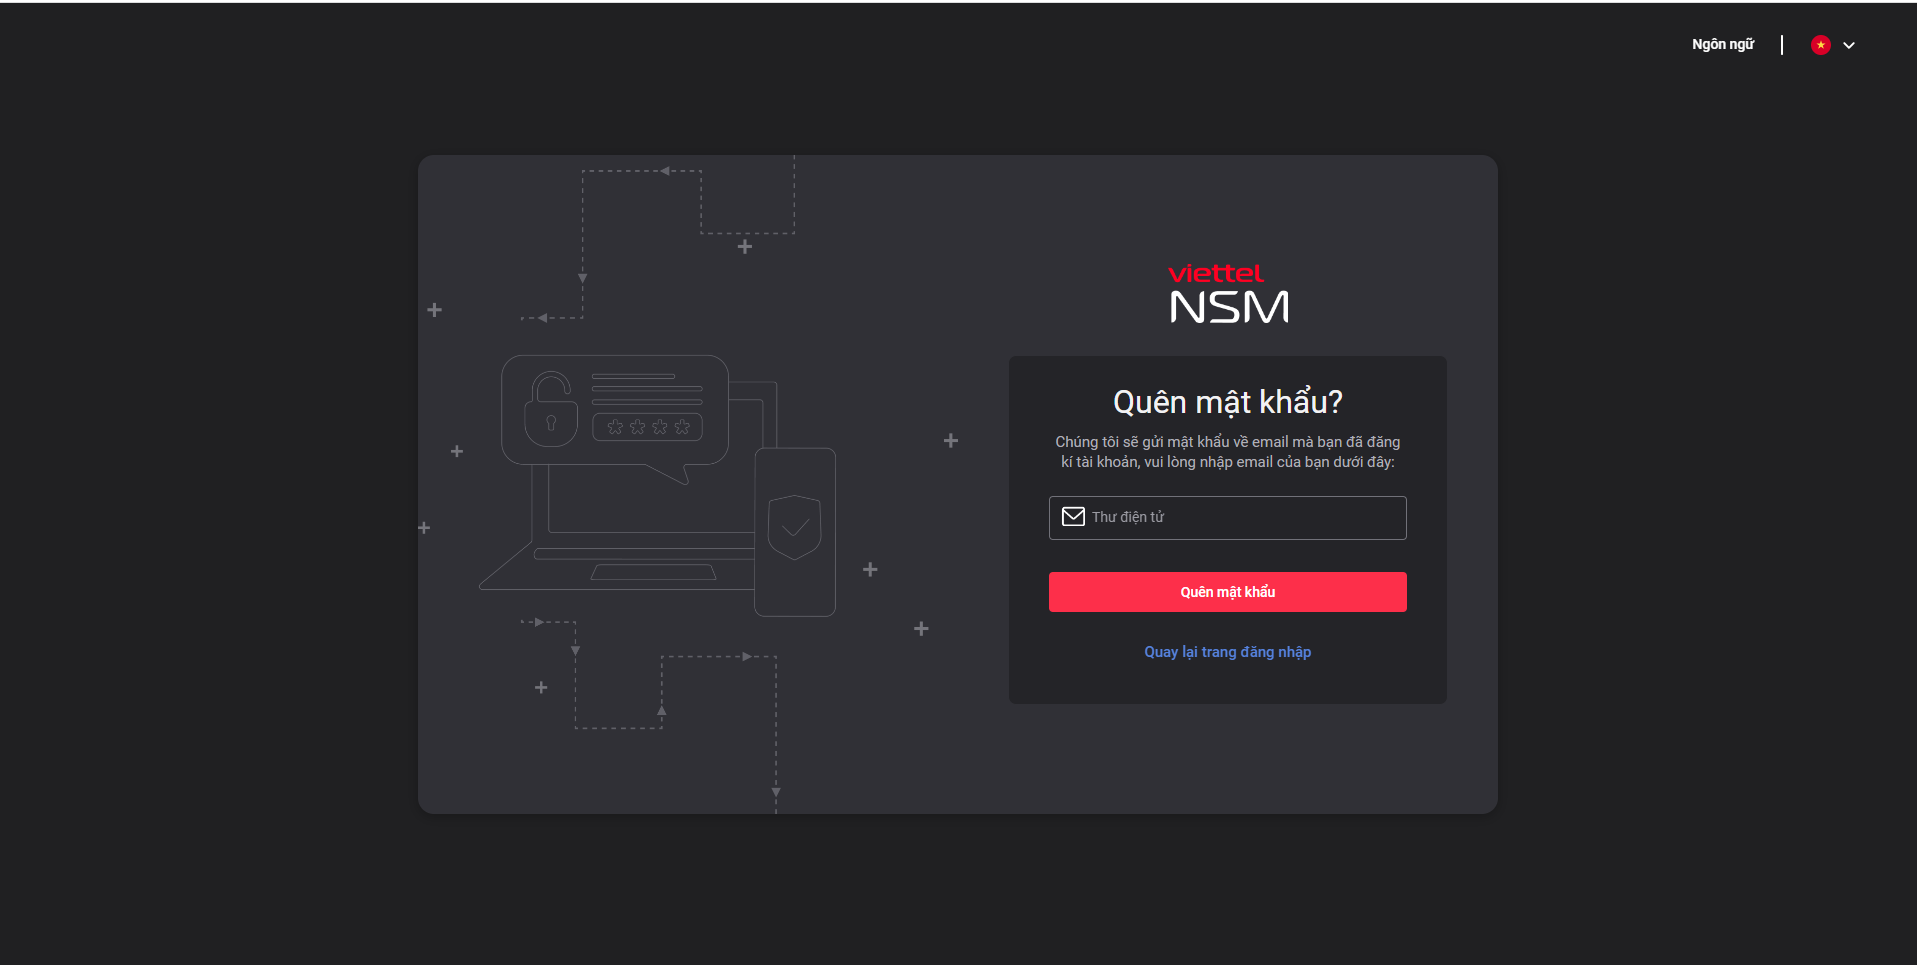 Ngôn ngữ
viettel
NSM
Quên mật khẩu?
Chúng tôi sẽ gửi mật khẩu về email mà bạn đã đăng
kí tài khoản, vui lòng nhập email của bạn dưới đây:
Thư điện tử
Quên mật khẩu
Quay lại trang đăng nhập